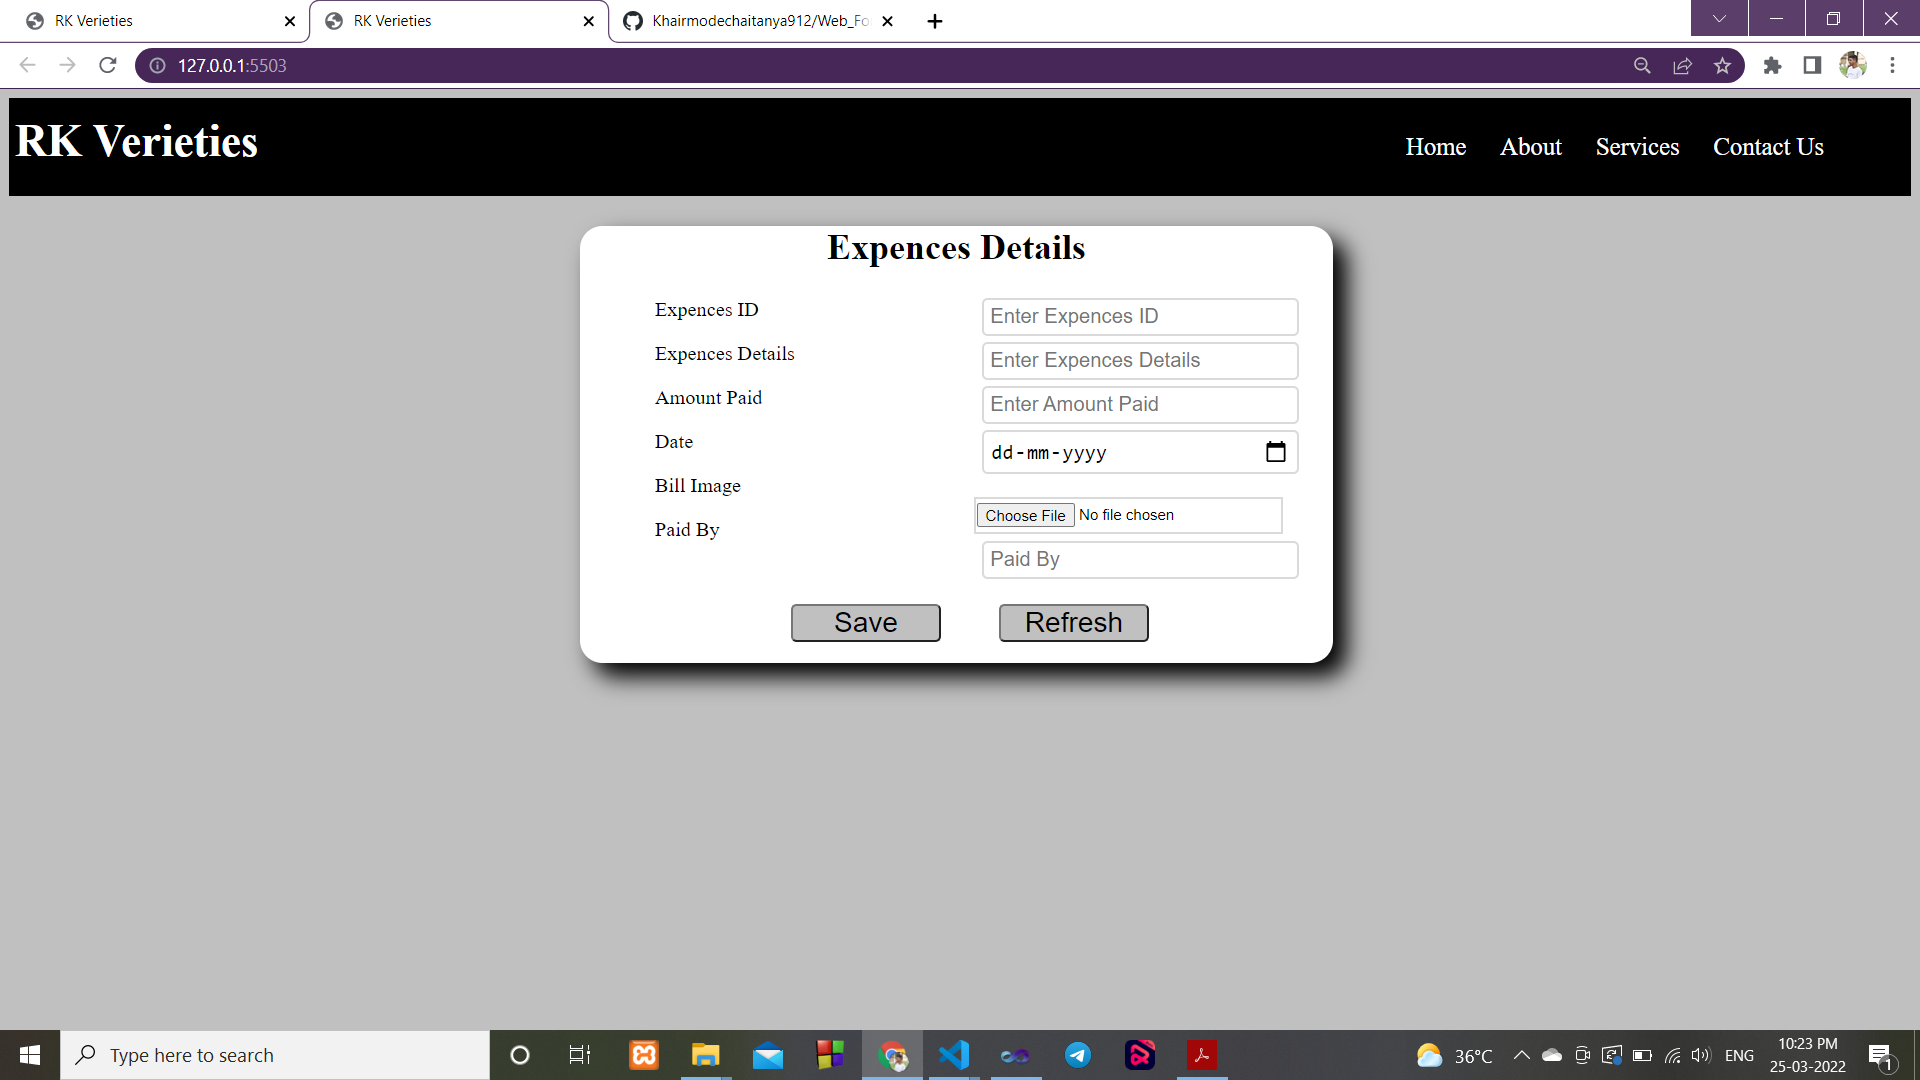 RK Verieties
RK Verieties
Khairmodechaitanya912/Web_Fo
127.0.0.1:5503
RK Verieties
Home About Services Contact Us
Expences Details
Expences ID
Enter Expences ID
Expences Details
Enter Expences Details
Amount Paid
Enter Amount Paid
Date
dd-mm-yyyy
Bill Image
Choose File No file chosen
Paid By
Paid By
Save Refresh
Type here to search
36°C
ENG
10:23 PM
25-03-2022
1